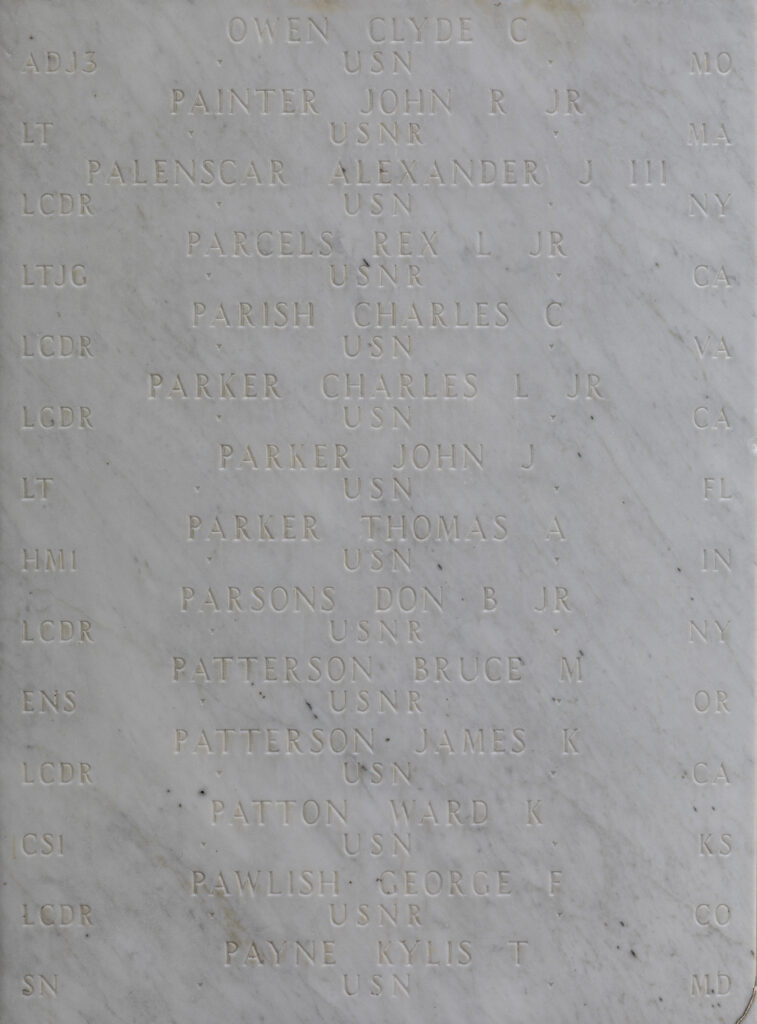 OWEN CLYDE C
ADJ3 · USN · MO
PAINTER JOHN R JR
LT · USNR · MA
PALENSCAR ALEXANDER J III
LCDR · USN · NY
PARCELS REX L JR
LTJG · USNR · CA
PARISH CHARLES C
LCDR · USN · VA
PARKER CHARLES L JR
LCDR · USN · CA
PARKER JOHN J
LT · USN · FL
PARKER THOMAS A
HM1 · USN · IN
PARSONS DON B JR
LCDR · USNR · NY
PATTERSON BRUCE M
ENS · USNR · OR
PATTERSON JAMES K
LCDR · USN · CA
PATTON WARD K
CS1 · USN · KS
PAWLISH GEORGE F
LCDR · USNR · CO
PAYNE KYLIS T
SN · USN · MD